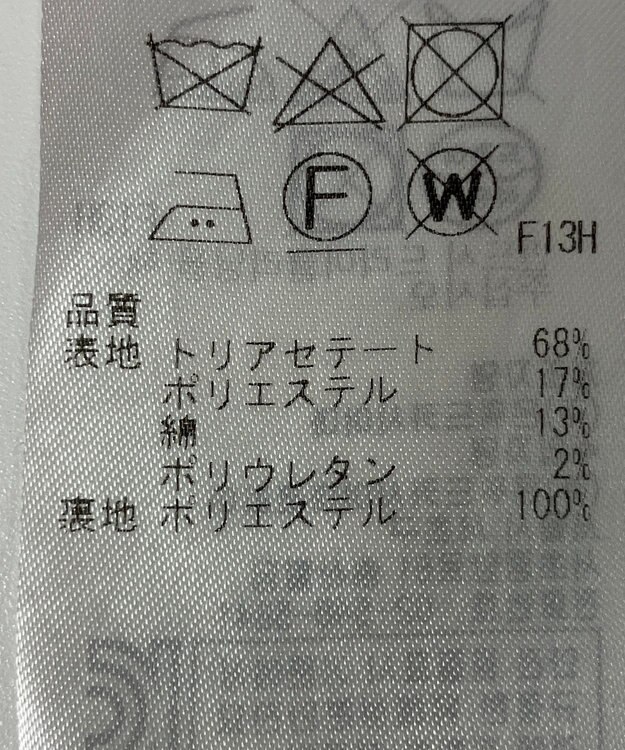 F
W
F13H
品質
表地 トリアセテート 68%
ポリエステル 17%
綿 13%
ポリウレタン 2%
裏地 ポリエステル 100%